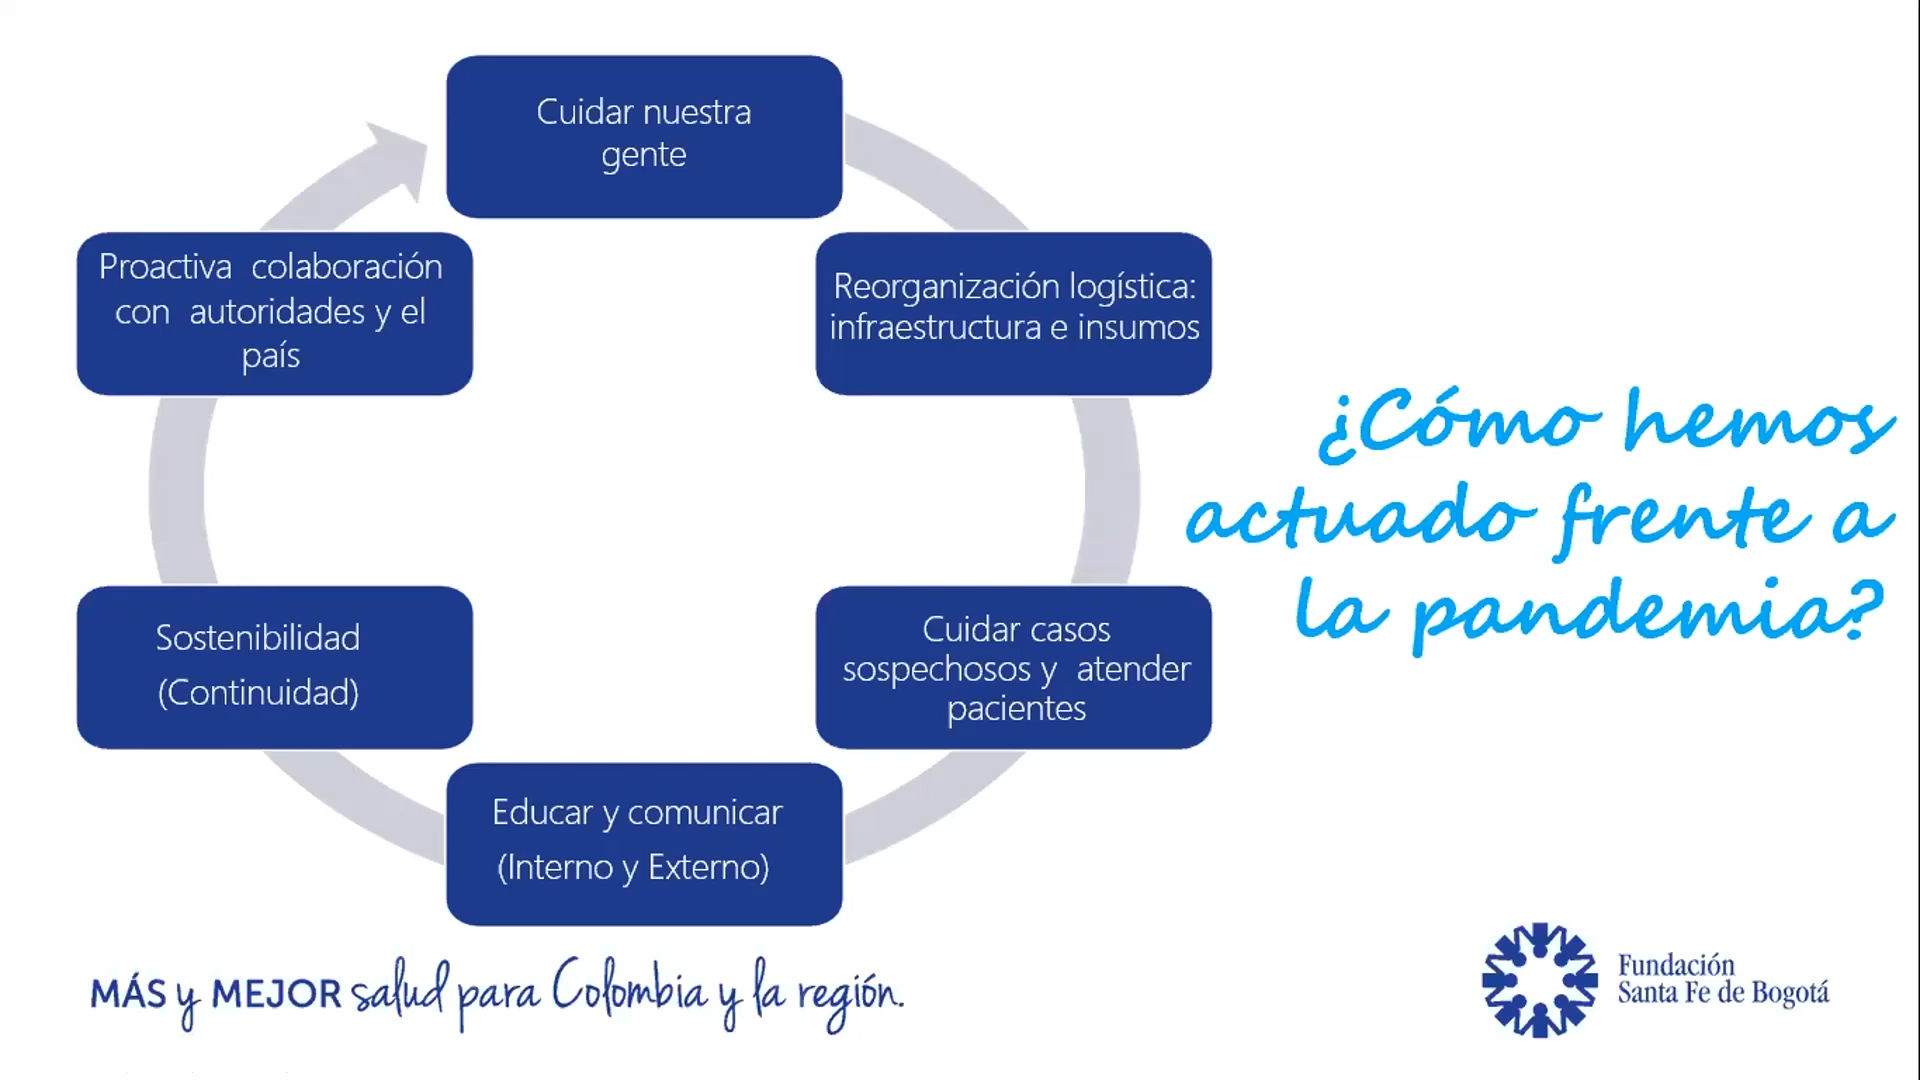 Cuidar nuestra
gente
Reorganización logística:
infraestructura e insumos
Cuidar casos
sospechosos y atender
pacientes
Educar y comunicar
(Interno y Externo)
Sostenibilidad
(Continuidad)
Proactiva colaboración
con autoridades y el
país
¿Cómo hemos
actuado frente a
la pandemia?
MÁS y MEJOR salud para Colombia y la región.
Fundación
Santa Fe de Bogotá